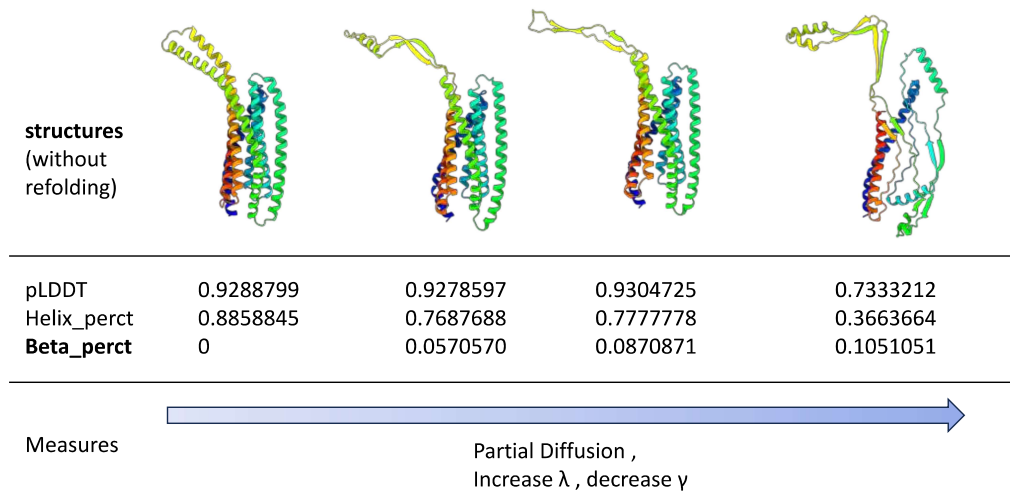 structures
(without
refolding)
pLDDT 0.9288799 0.9278597 0.9304725 0.7333212
Helix_perct 0.8858845 0.7687688 0.7777778 0.3663664
Beta_perct 0 0.0570570 0.0870871 0.1051051
Measures
Partial Diffusion ,
Increase λ , decrease γ